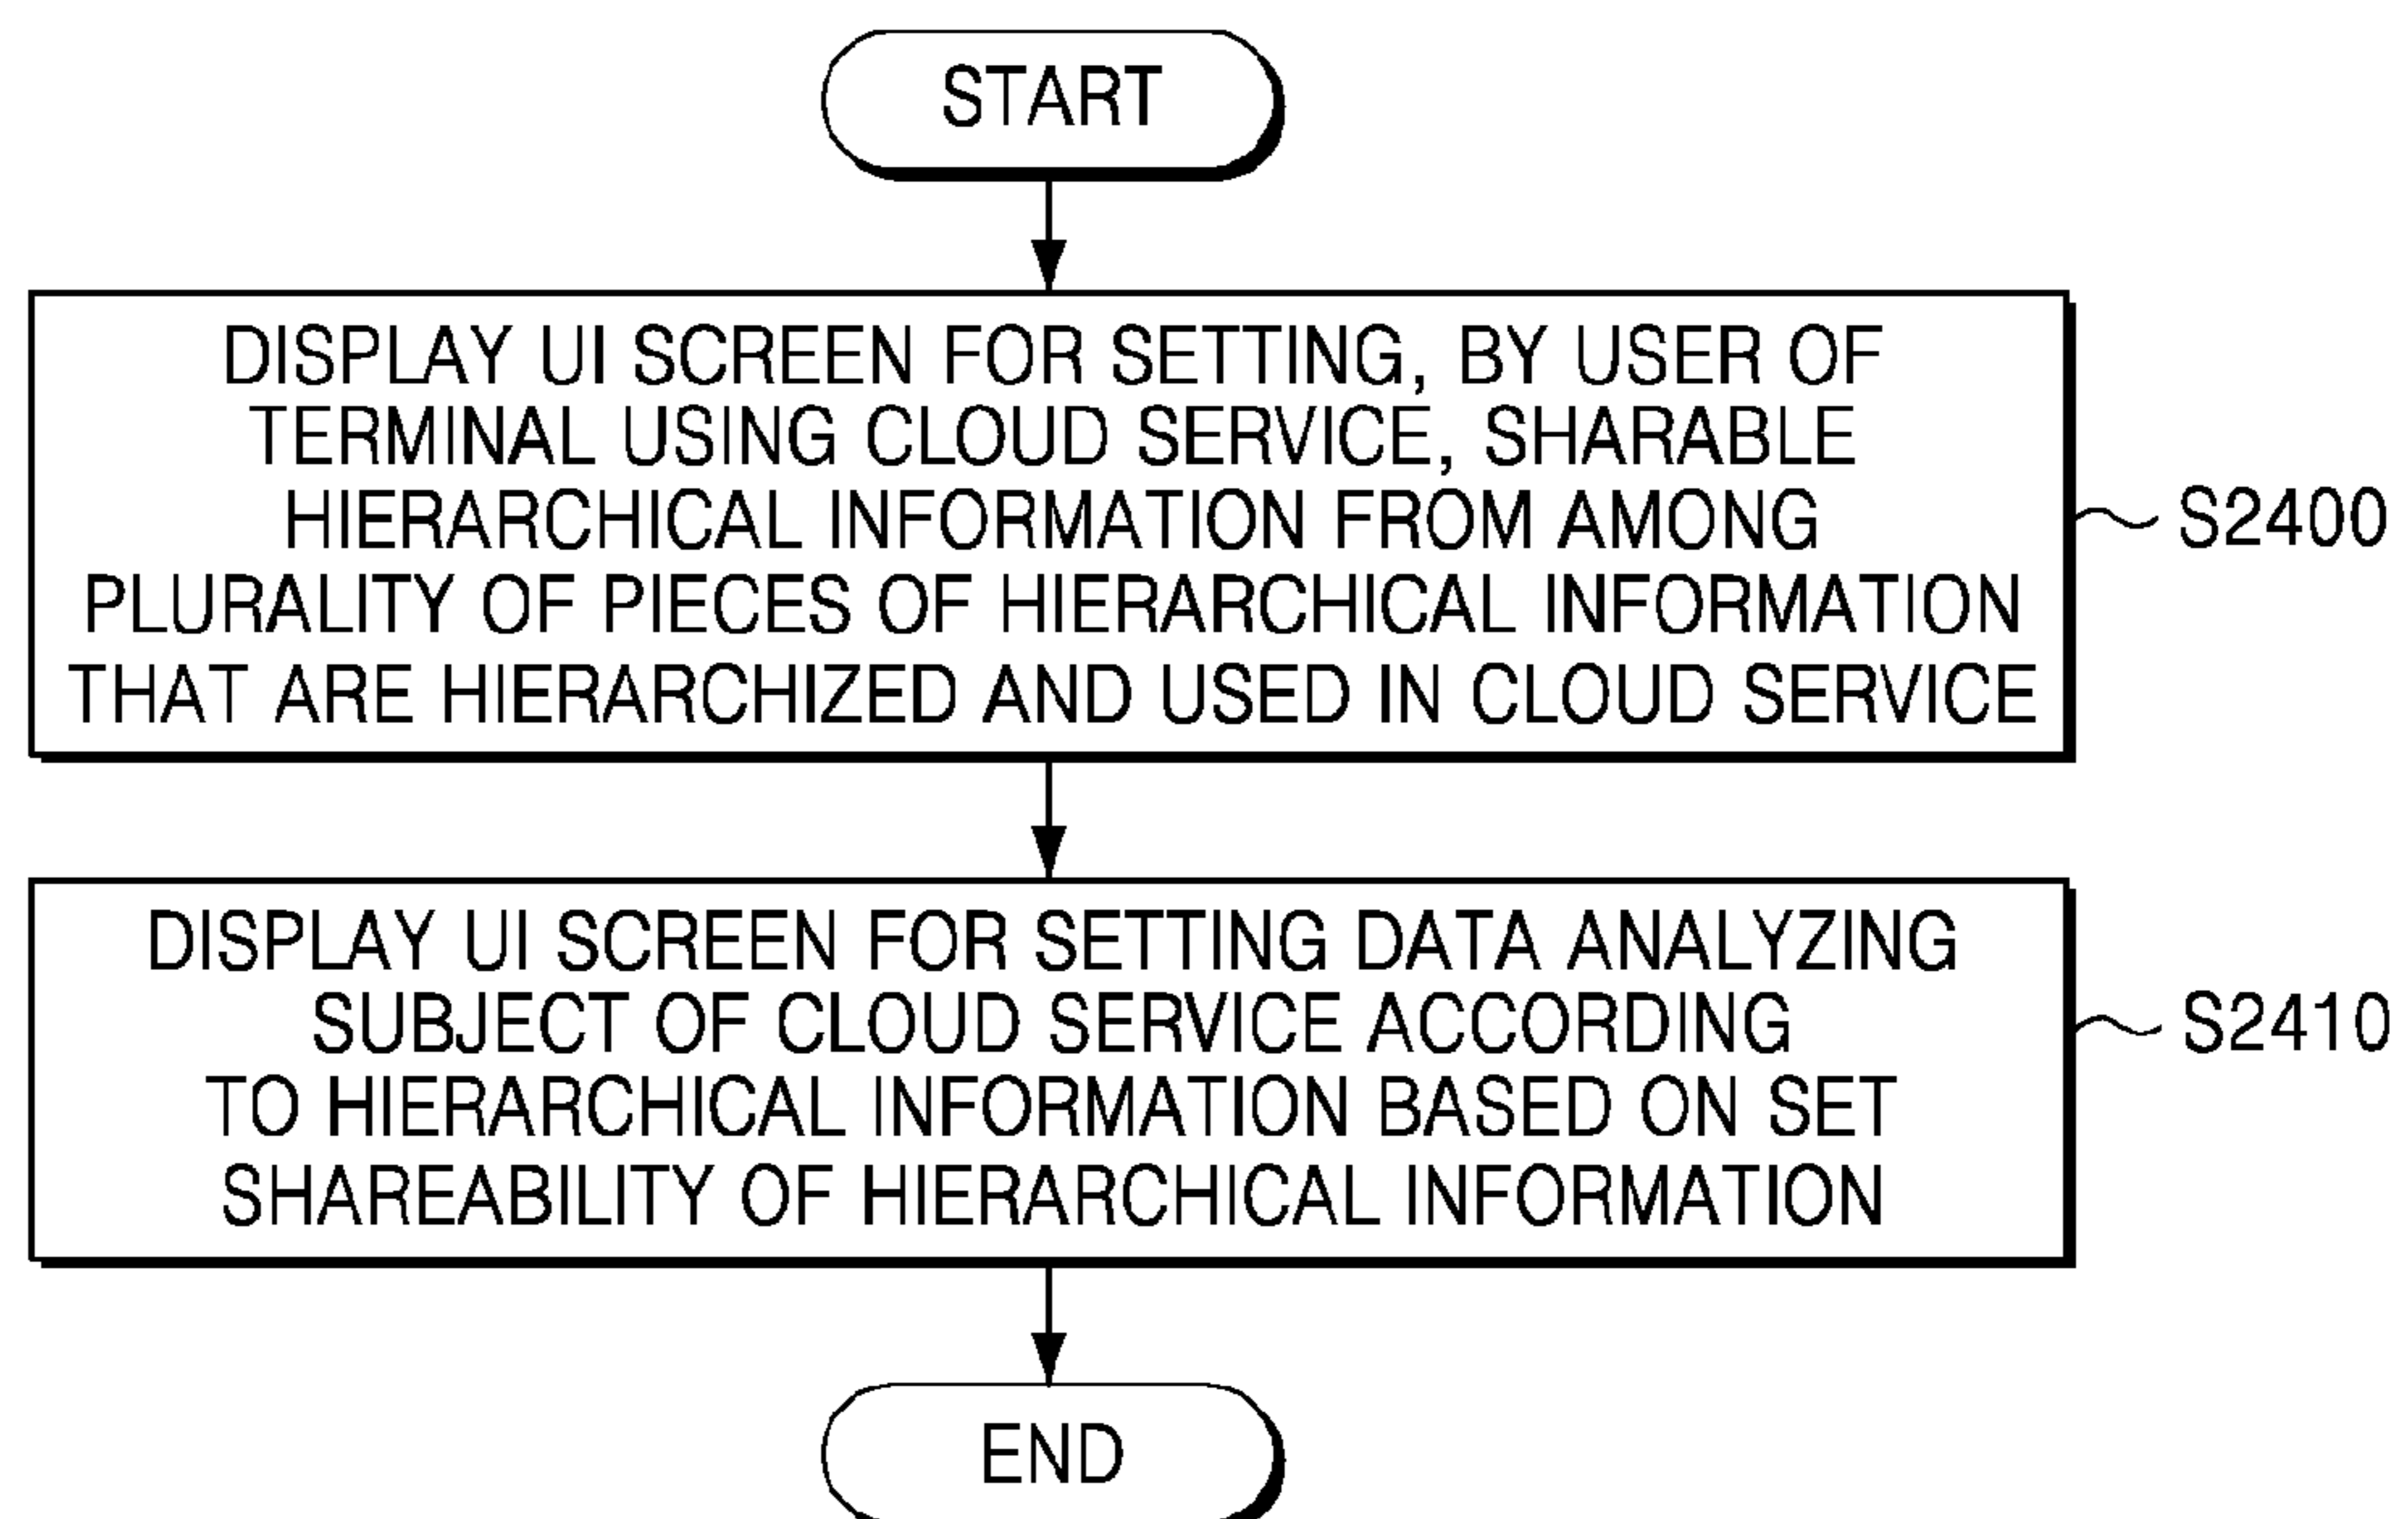 START
DISPLAY UI SCREEN FOR SETTING, BY USER OF
TERMINAL USING CLOUD SERVICE, SHARABLE
HIERARCHICAL INFORMATION FROM AMONG
PLURALITY OF PIECES OF HIERARCHICAL INFORMATION
THAT ARE HIERARCHIZED AND USED IN CLOUD SERVICE
S2400
DISPLAY UI SCREEN FOR SETTING DATA ANALYZING
SUBJECT OF CLOUD SERVICE ACCORDING
TO HIERARCHICAL INFORMATION BASED ON SET
SHAREABILITY OF HIERARCHICAL INFORMATION
S2410
END